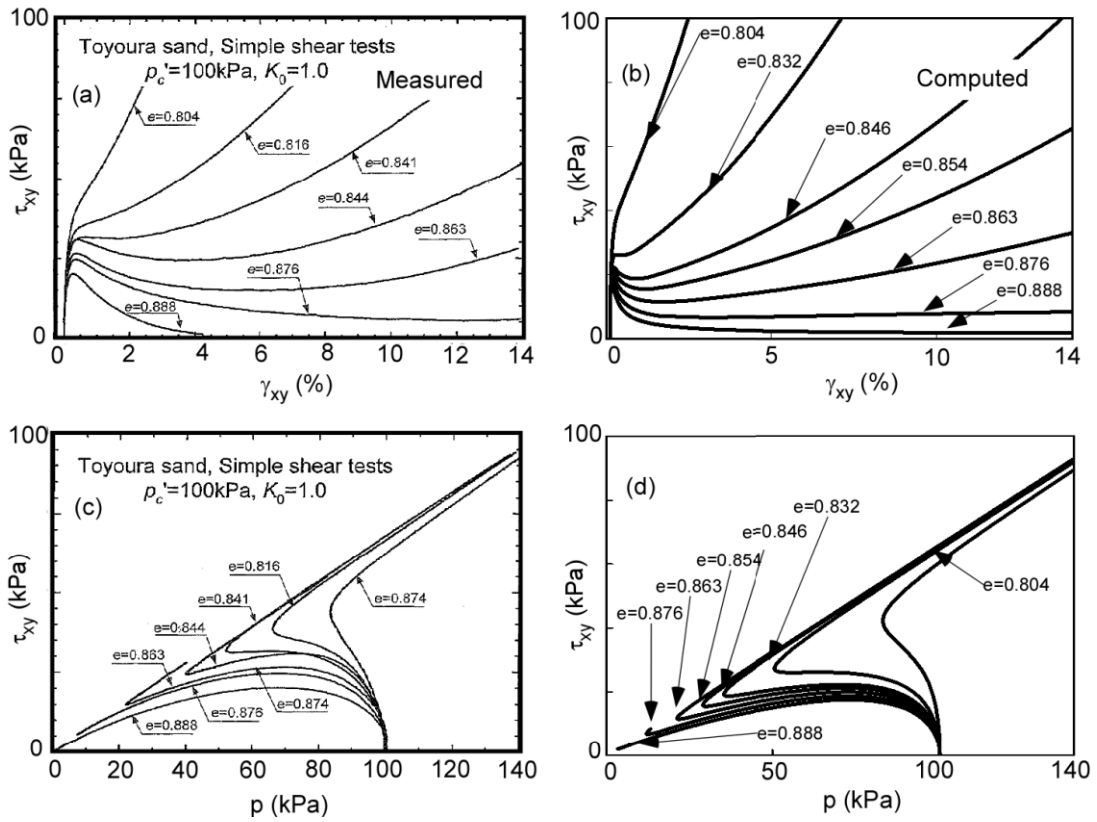 100
Toyoura sand, Simple shear tests
p_c'=100kPa, K_0=1.0
(a)
Measured
e=0.804
e=0.816
e=0.841
e=0.844
e=0.863
e=0.876
e=0.888
τ_xy (kPa)
0
0 2 4 6 8 10 12 14
γ_xy (%)
100
(b)
Computed
e=0.804
e=0.832
e=0.846
e=0.854
e=0.863
e=0.876
e=0.888
τ_xy (kPa)
0
0 5 10 14
γ_xy (%)
100
Toyoura sand, Simple shear tests
p_c'=100kPa, K_0=1.0
(c)
e=0.816
e=0.874
e=0.841
e=0.844
e=0.863
e=0.874
e=0.876
e=0.888
τ_xy (kPa)
0
0 20 40 60 80 100 120 140
p (kPa)
100
(d)
e=0.832
e=0.846
e=0.854
e=0.863
e=0.876
e=0.804
e=0.888
τ_xy (kPa)
0
0 50 100 140
p (kPa)